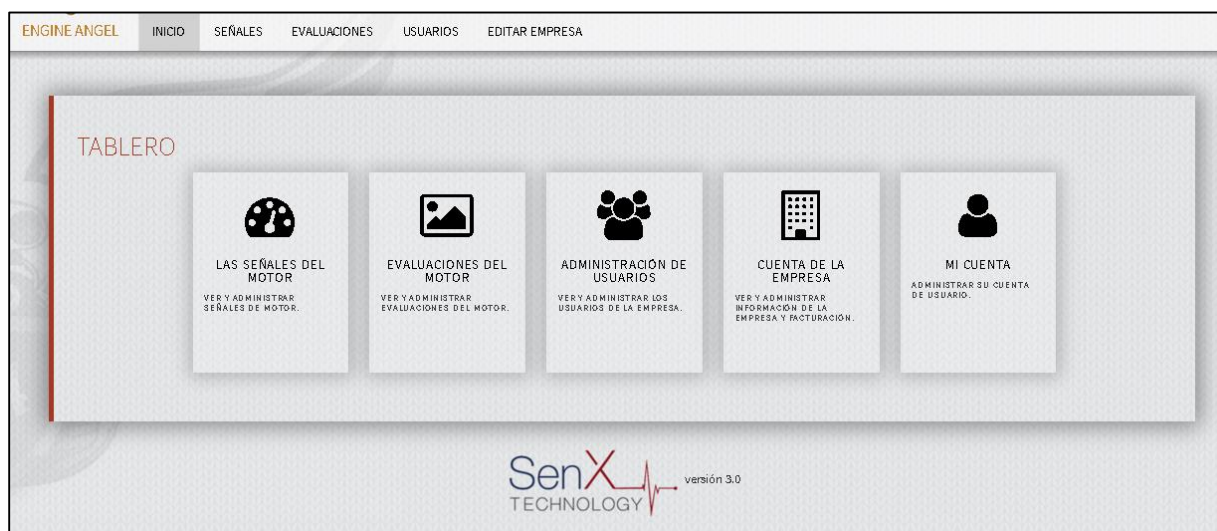 ENGINE ANGEL INICIO SEÑALES EVALUACIONES USUARIOS EDITAR EMPRESA
TABLERO
LAS SEÑALES DEL
MOTOR
VER Y ADMINISTRAR
SEÑALES DE MOTOR.
EVALUACIONES DEL
MOTOR
VER Y ADMINISTRAR
EVALUACIONES DEL MOTOR.
ADMINISTRACIÓN DE
USUARIOS
VER Y ADMINISTRAR LOS
USUARIOS DE LA EMPRESA.
CUENTA DE LA
EMPRESA
VER Y ADMINISTRAR
INFORMACIÓN DE LA
EMPRESA Y FACTURACIÓN.
MI CUENTA
ADMINISTRAR SU CUENTA
DE USUARIO.
SenX
TECHNOLOGY
versión 3.0